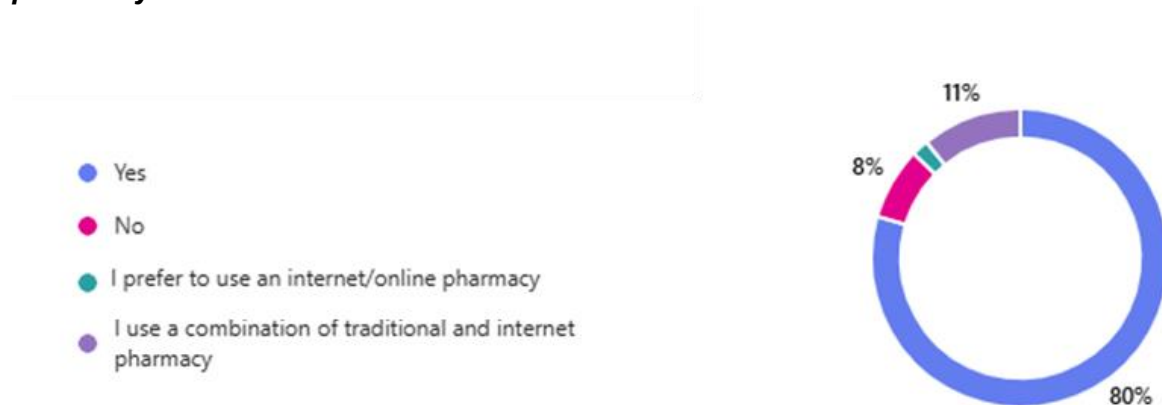 Yes
No
I prefer to use an internet/online pharmacy
I use a combination of traditional and internet
pharmacy
11%
8%
80%